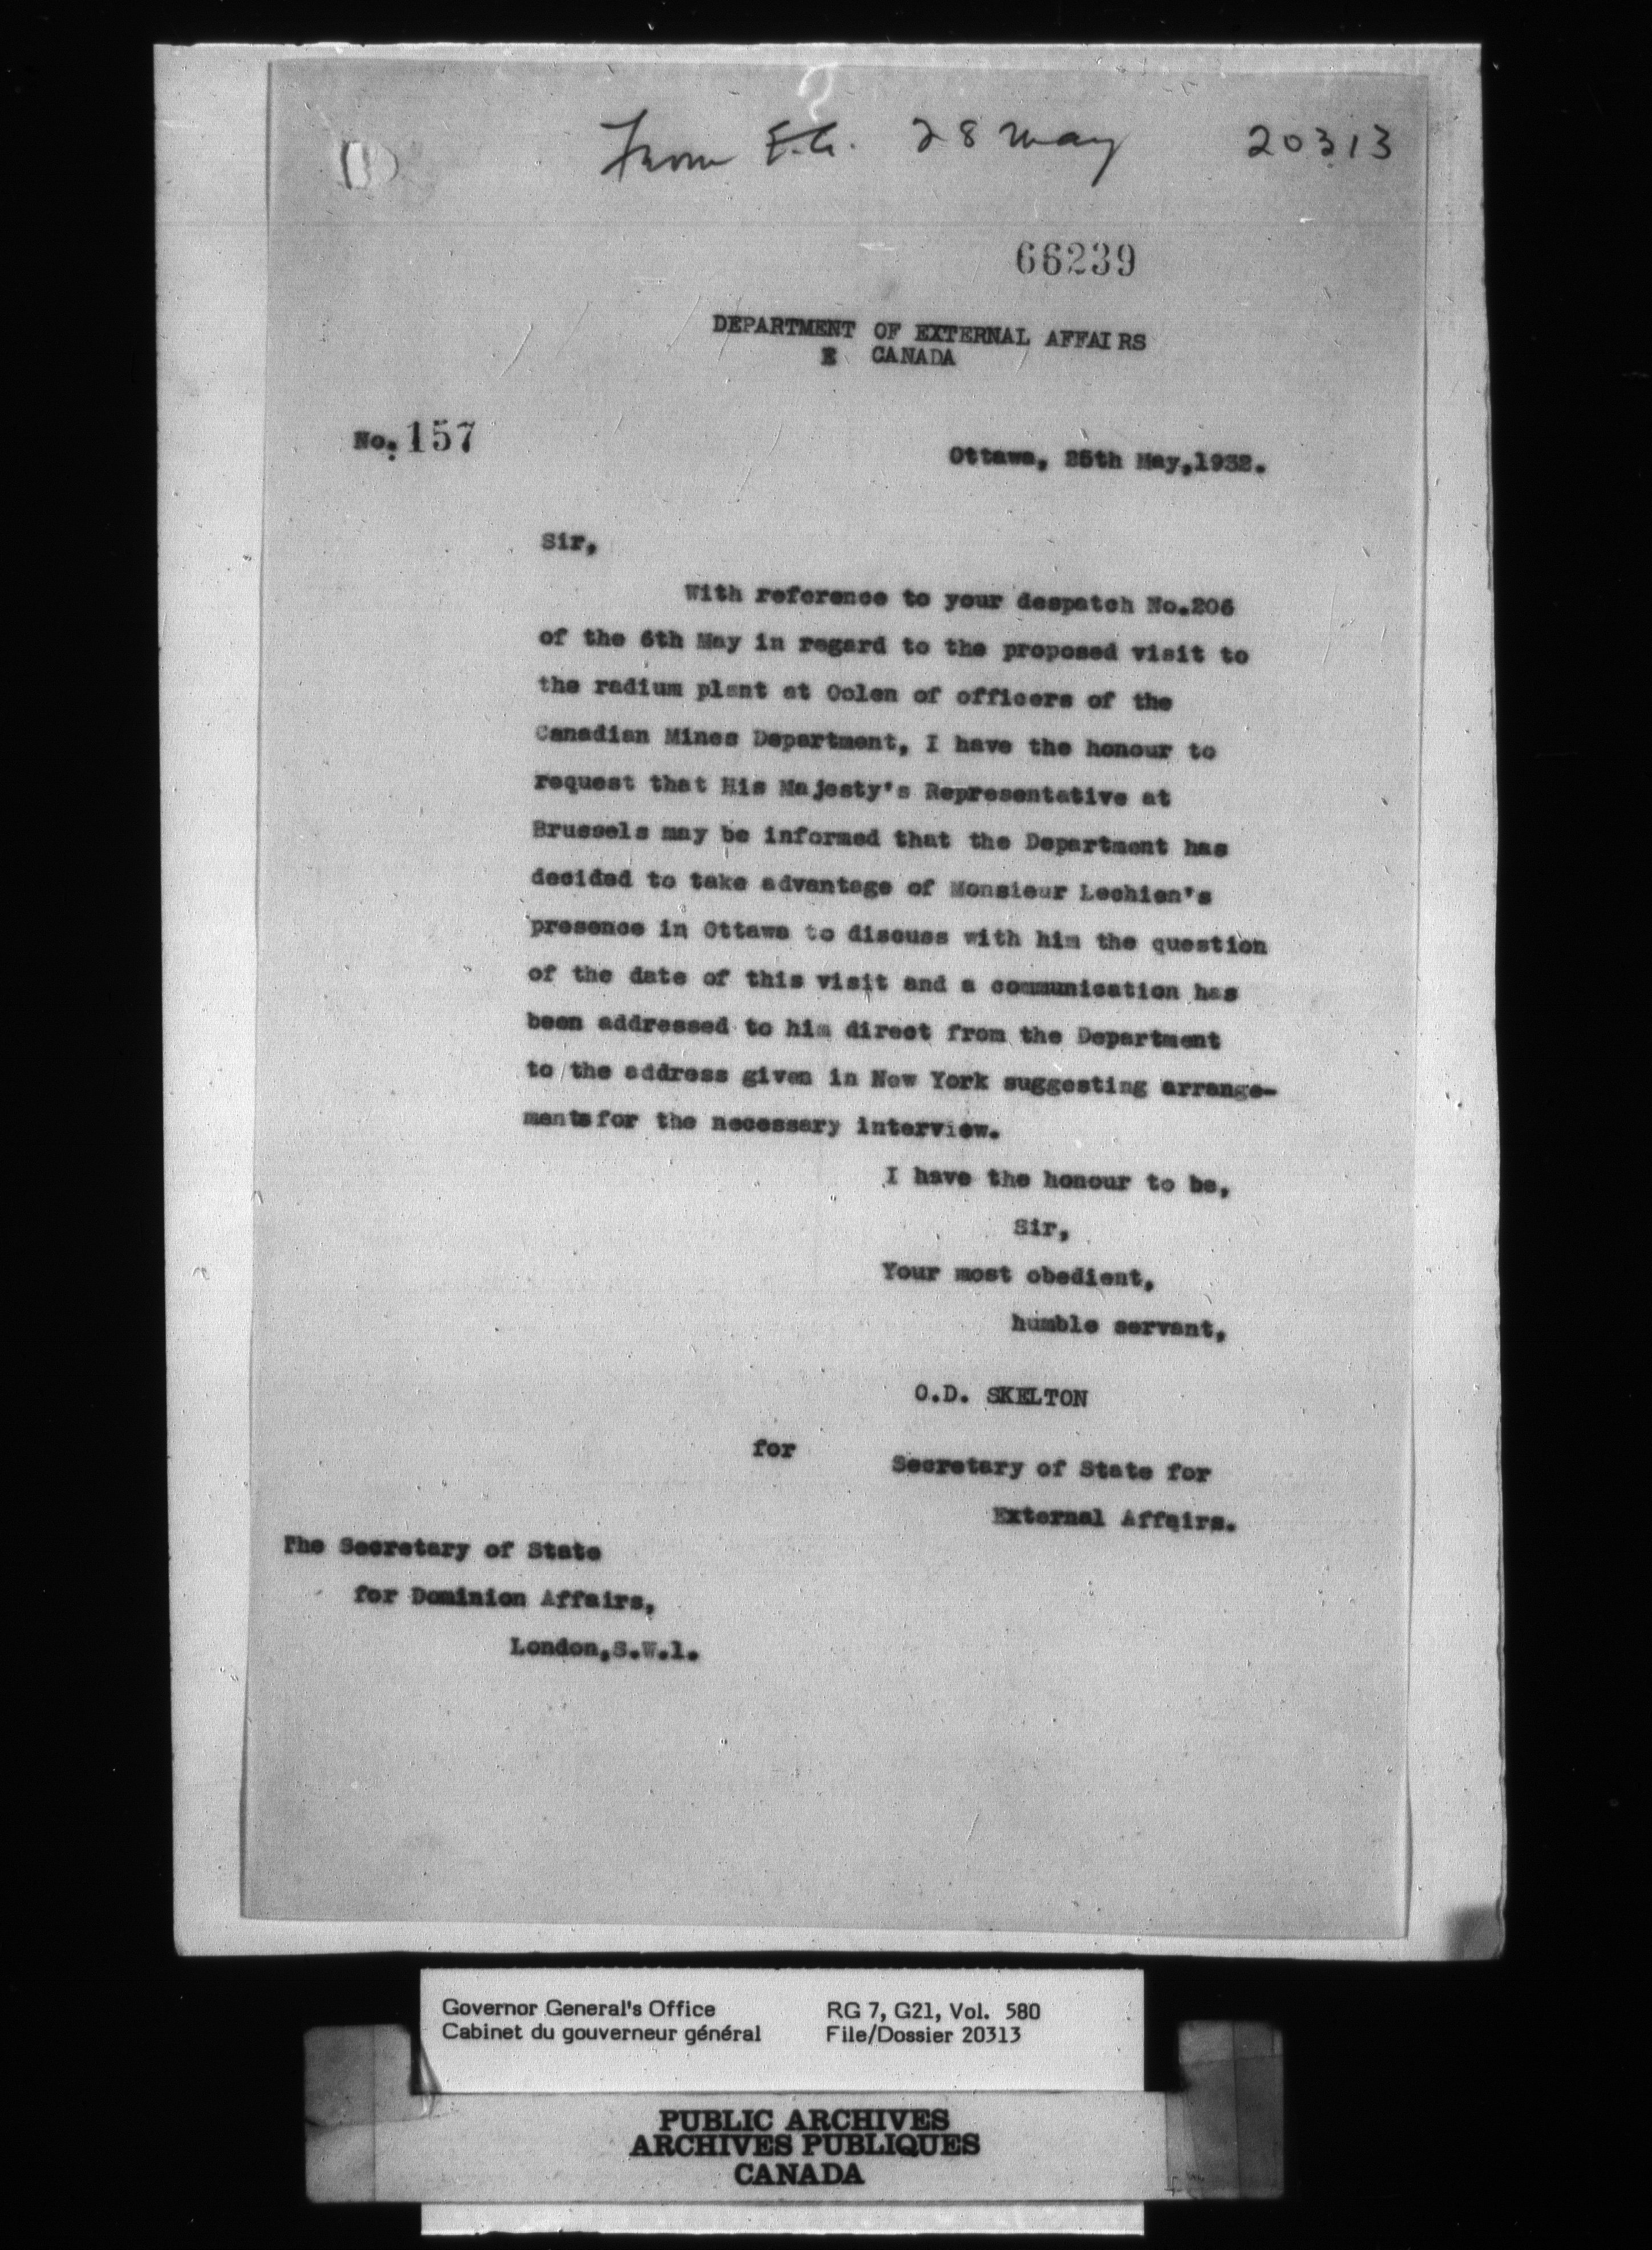 From E.A. 28 May 20313
66239
DEPARTMENT OF EXTERNAL AFFAIRS
E CANADA
No. 157
Ottawa, 25th May, 1932.
Sir,
With reference to your despatch No.206
of the 6th May in regard to the proposed visit to
the radium plant at Oolen of officers of the
Canadian Mines Department, I have the honour to
request that His Majesty's Representative at
Brussels may be informed that the Department has
decided to take advantage of Monsieur Lechien's
presence in Ottawa to discuss with him the question
of the date of this visit and a communication has
been addressed to him direct from the Department
to the address given in New York suggesting arrange-
ments for the necessary interview.
I have the honour to be,
Sir,
Your most obedient,
humble servant,
O.D. SKELTON
for Secretary of State for
External Affairs.
The Secretary of State
for Dominion Affairs,
London, S.W.1.
Governor General's Office RG 7, G21, Vol. 580
Cabinet du gouverneur général File/Dossier 20313
PUBLIC ARCHIVES
ARCHIVES PUBLIQUES
CANADA